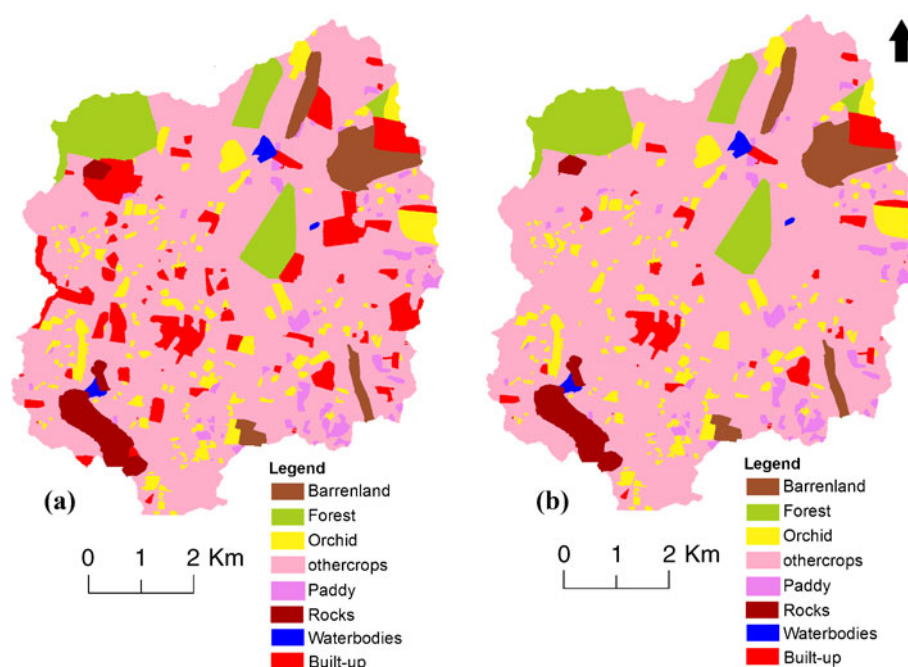 (a)
0 1 2 Km
Legend
Barrenland
Forest
Orchid
othercrops
Paddy
Rocks
Waterbodies
Built-up
(b)
0 1 2 Km
Legend
Barrenland
Forest
Orchid
othercrops
Paddy
Rocks
Waterbodies
Built-up